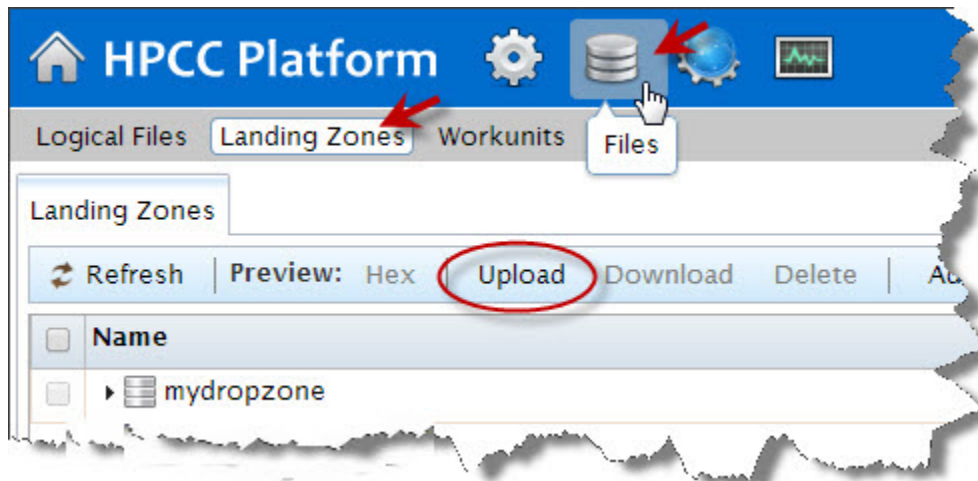 HPCC Platform
Logical Files Landing Zones Workunits Files
Landing Zones
Refresh Preview: Hex Upload Download Delete
Name
mydropzone